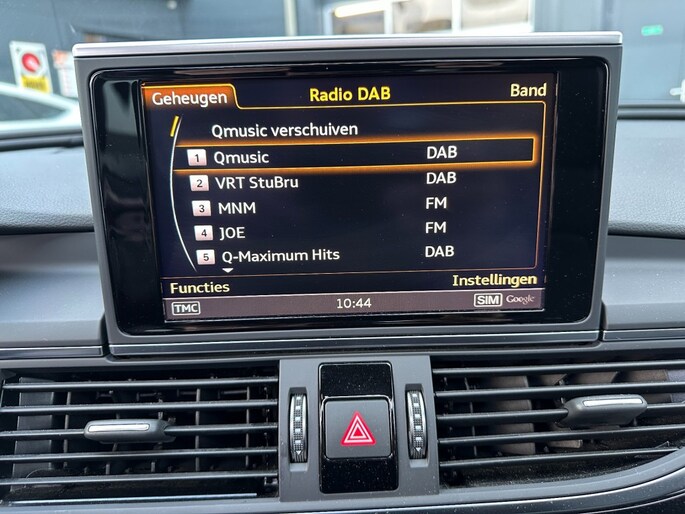 Geheugen Radio DAB Band
Qmusic verschuiven
1 Qmusic DAB
2 VRT StuBru DAB
3 MNM FM
4 JOE FM
5 Q-Maximum Hits DAB
Functies Instellingen
TMC 10:44 SIM Google